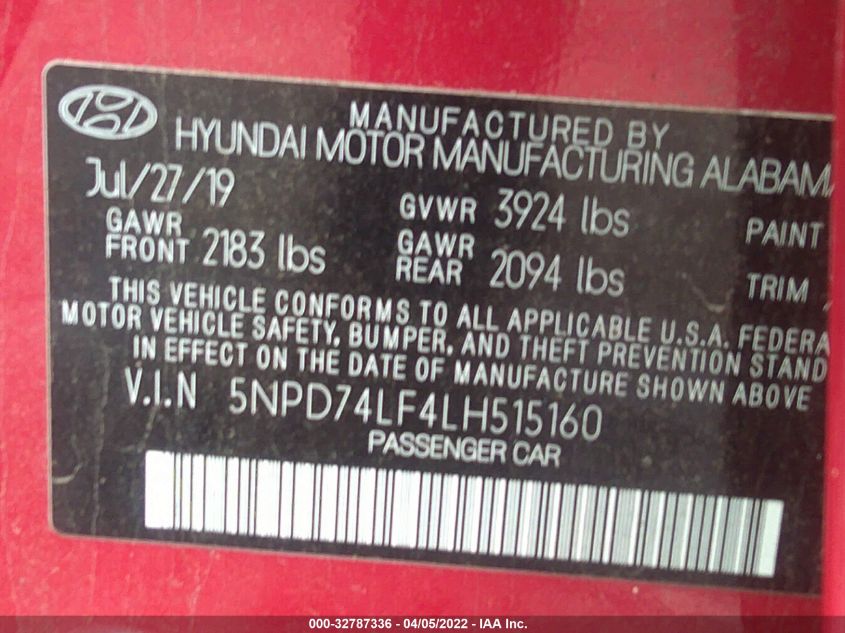 MANUFACTURED BY
HYUNDAI MOTOR MANUFACTURING ALABAMA
Jul/27/19 GVWR 3924 lbs PAINT
GAWR FRONT 2183 lbs GAWR REAR 2094 lbs TRIM
THIS VEHICLE CONFORMS TO ALL APPLICABLE U.S.A. FEDERA
MOTOR VEHICLE SAFETY, BUMPER, AND THEFT PREVENTION STAND
IN EFFECT ON THE DATE OF MANUFACTURE SHOWN ABOVE
V.I.N 5NPD74LF4LH515160
PASSENGER CAR
000-32787336 - 04/05/2022 - IAA Inc.